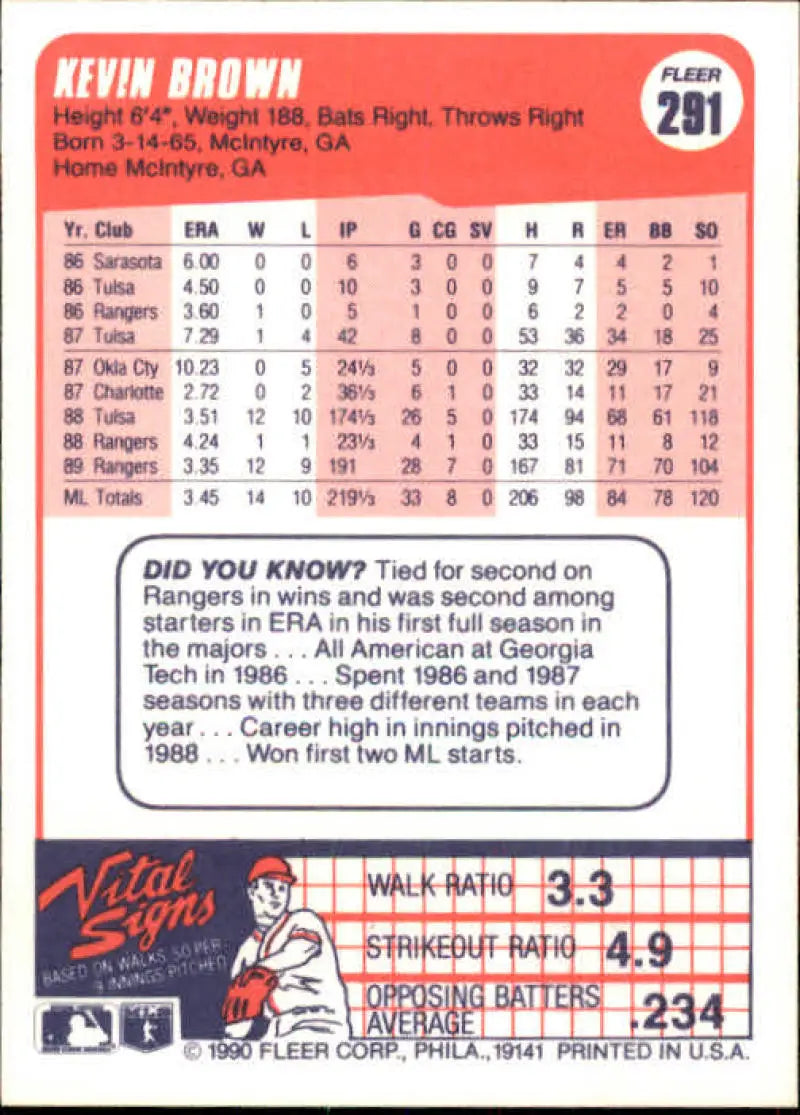 KEVIN BROWN
FLEER
291
Height 6'4", Weight 188, Bats Right, Throws Right
Born 3-14-65, McIntyre, GA
Home McIntyre, GA
Yr. Club ERA W L IP G CG SV H R ER BB SO
86 Sarasota 6.00 0 0 6 3 0 0 7 4 4 2 1
86 Tulsa 4.50 0 0 10 3 0 0 9 7 5 5 10
86 Rangers 3.60 1 0 5 1 0 0 6 2 2 0 4
87 Tulsa 7.29 1 4 42 8 0 0 53 36 34 18 25
87 Okla Cty 10.23 0 5 24⅓ 5 0 0 32 32 29 17 9
87 Charlotte 2.72 0 2 36⅓ 6 1 0 33 14 11 17 21
88 Tulsa 3.51 12 10 174⅓ 26 5 0 174 94 68 61 118
88 Rangers 4.24 1 1 23⅓ 4 1 0 33 15 11 8 12
89 Rangers 3.35 12 9 191 28 7 0 167 81 71 70 104
ML Totals 3.45 14 10 219⅓ 33 8 0 206 98 84 78 120
DID YOU KNOW? Tied for second on
Rangers in wins and was second among
starters in ERA in his first full season in
the majors . . . All American at Georgia
Tech in 1986 . . . Spent 1986 and 1987
seasons with three different teams in each
year . . . Career high in innings pitched in
1988 . . . Won first two ML starts.
Vital
Signs
BASED ON WALKS, SO PER
9 INNINGS PITCHED
WALK RATIO 3.3
STRIKEOUT RATIO 4.9
OPPOSING BATTERS
AVERAGE .234
© 1990 FLEER CORP., PHILA., 19141 PRINTED IN U.S.A.